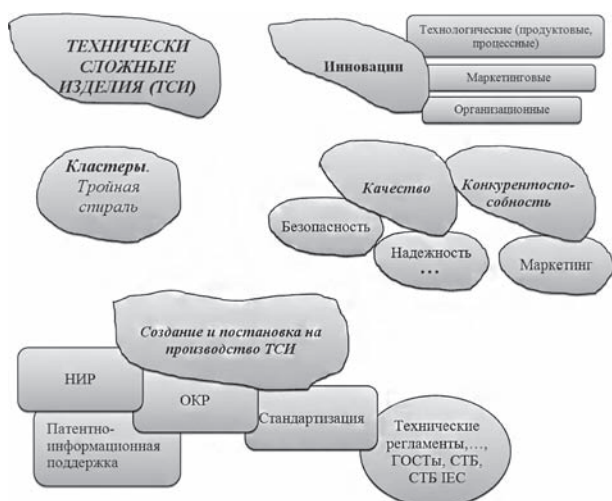 ТЕХНИЧЕСКИ
СЛОЖНЫЕ
ИЗДЕЛИЯ (ТСИ)
Инновации
Технологические (продуктовые,
процессные)
Маркетинговые
Организационные
Кластеры.
Тройная
спираль
Качество
Конкурентоспо-
собность
Безопасность
Надежность
...
Маркетинг
Создание и постановка на
производство ТСИ
НИР
ОКР
Стандартизация
Патентно-
информационная
поддержка
Технические
регламенты,...,
ГОСТы, СТБ,
СТБ IEC